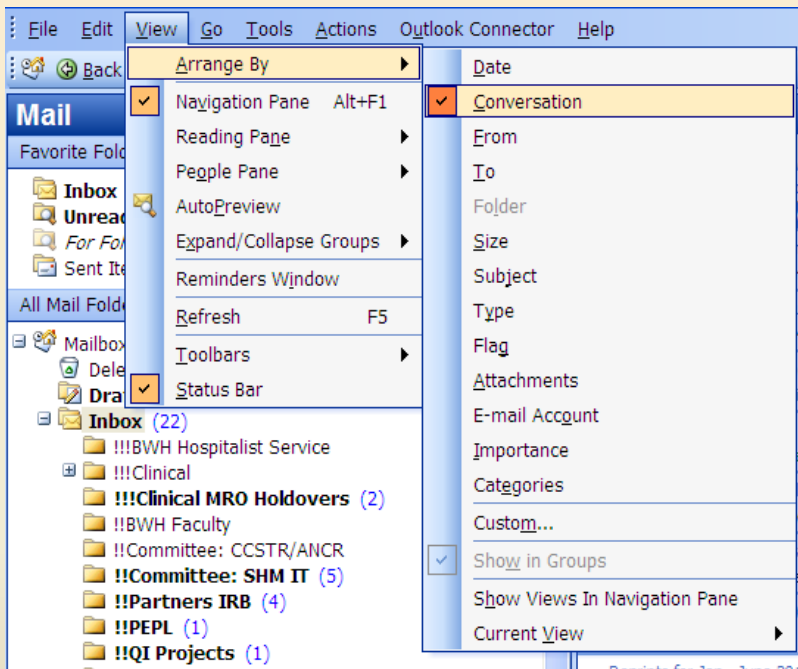 File Edit View Go Tools Actions Outlook Connector Help
Back
Arrange By
Navigation Pane Alt+F1
Reading Pane
People Pane
AutoPreview
Expand/Collapse Groups
Reminders Window
Refresh F5
Toolbars
Status Bar
Date
Conversation
From
To
Folder
Size
Subject
Type
Flag
Attachments
E-mail Account
Importance
Categories
Custom...
Show in Groups
Show Views In Navigation Pane
Current View
Mail
Favorite Fold
Inbox
Unread
For Fol
Sent Ite
All Mail Folde
Mailbox
Dele
Dra
Inbox (22)
!!!BWH Hospitalist Service
!!!Clinical
!!!Clinical MRO Holdovers (2)
!!BWH Faculty
!!Committee: CCSTR/ANCR
!!Committee: SHM IT (5)
!!Partners IRB (4)
!!PEPL (1)
!!QI Projects (1)